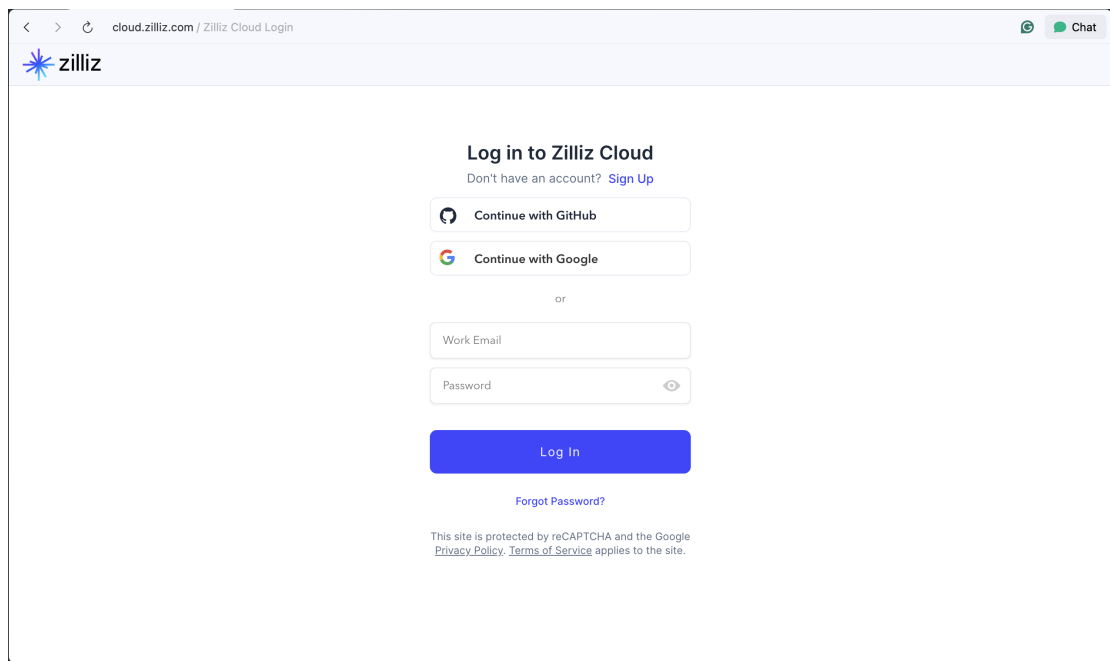 cloud.zilliz.com / Zilliz Cloud Login
Chat
zilliz
Log in to Zilliz Cloud
Don't have an account? Sign Up
Continue with GitHub
Continue with Google
or
Work Email
Password
Log In
Forgot Password?
This site is protected by reCAPTCHA and the Google
Privacy Policy. Terms of Service applies to the site.